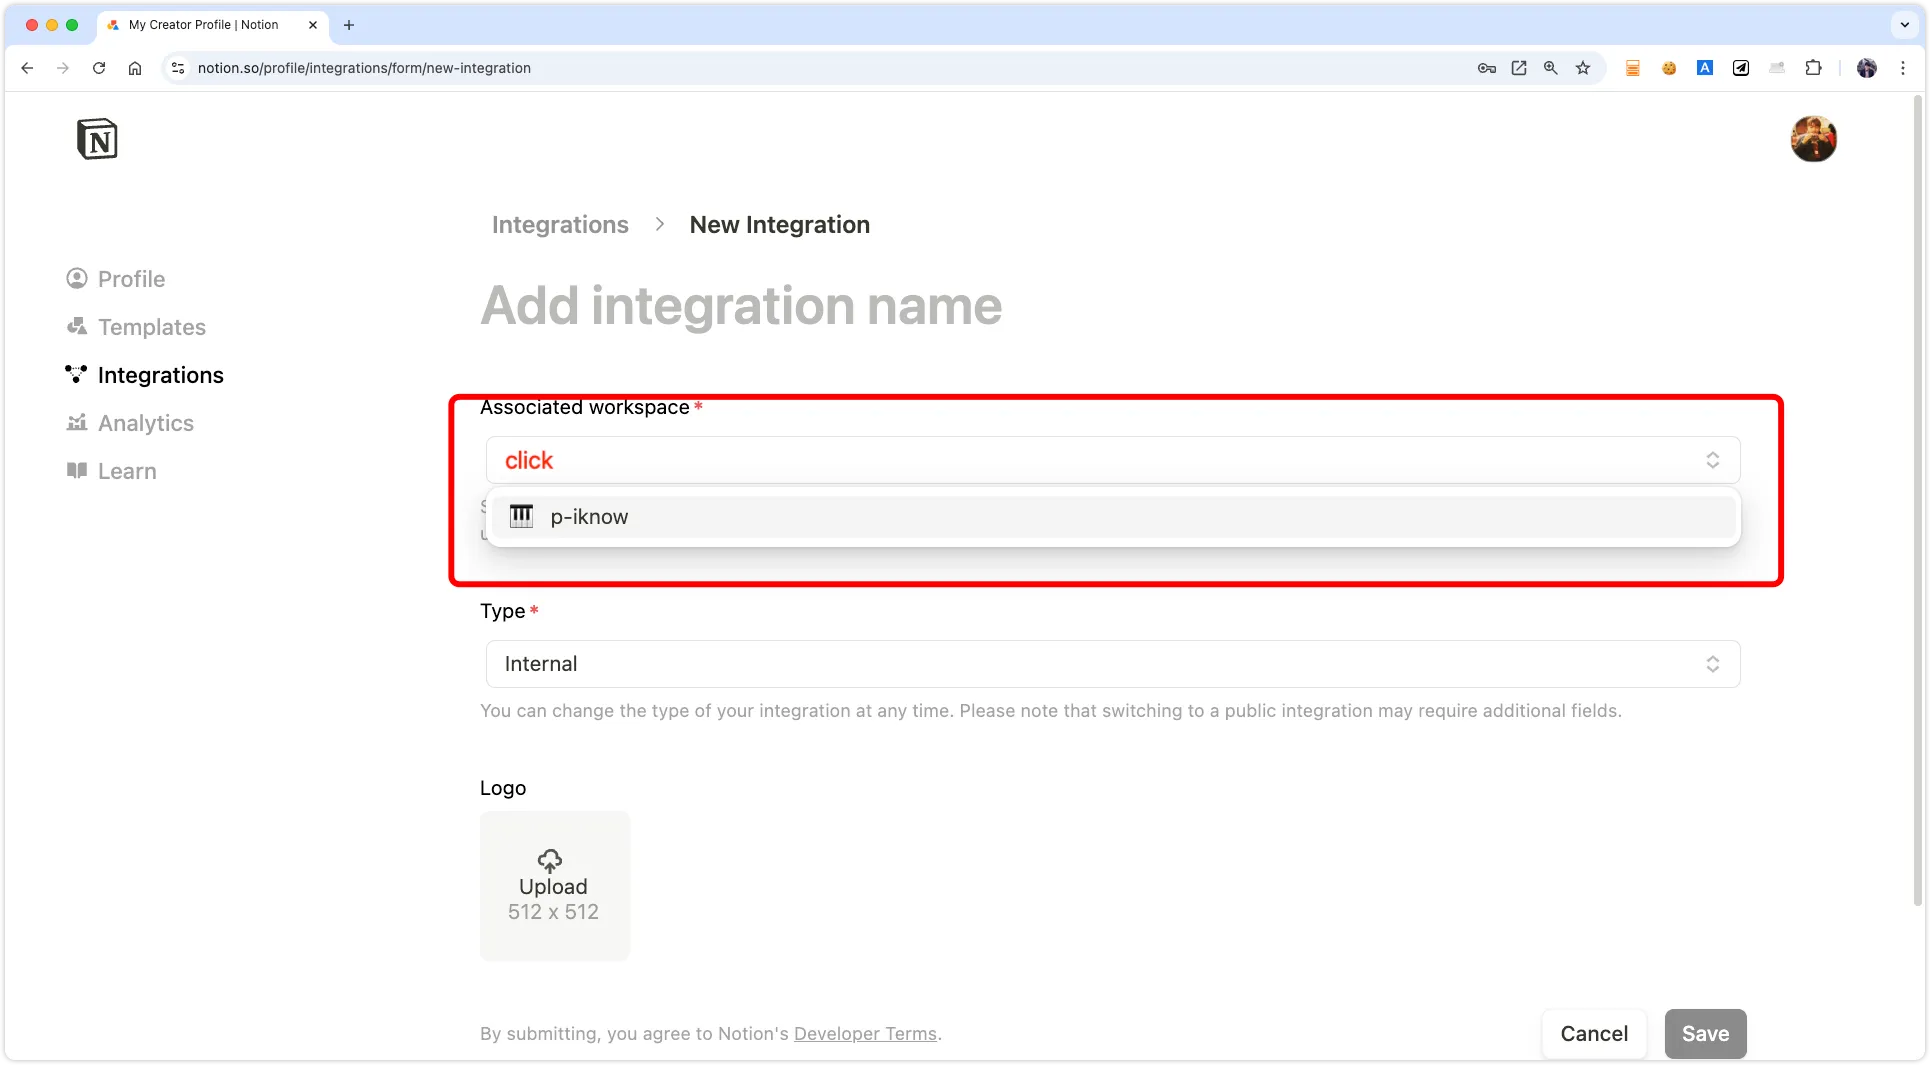 My Creator Profile | Notion
notion.so/profile/integrations/form/new-integration
N
Integrations > New Integration
Profile
Templates
Integrations
Analytics
Learn
Add integration name
Associated workspace *
click
p-iknow
Type *
Internal
You can change the type of your integration at any time. Please note that switching to a public integration may require additional fields.
Logo
Upload
512 x 512
By submitting, you agree to Notion's Developer Terms.
Cancel
Save